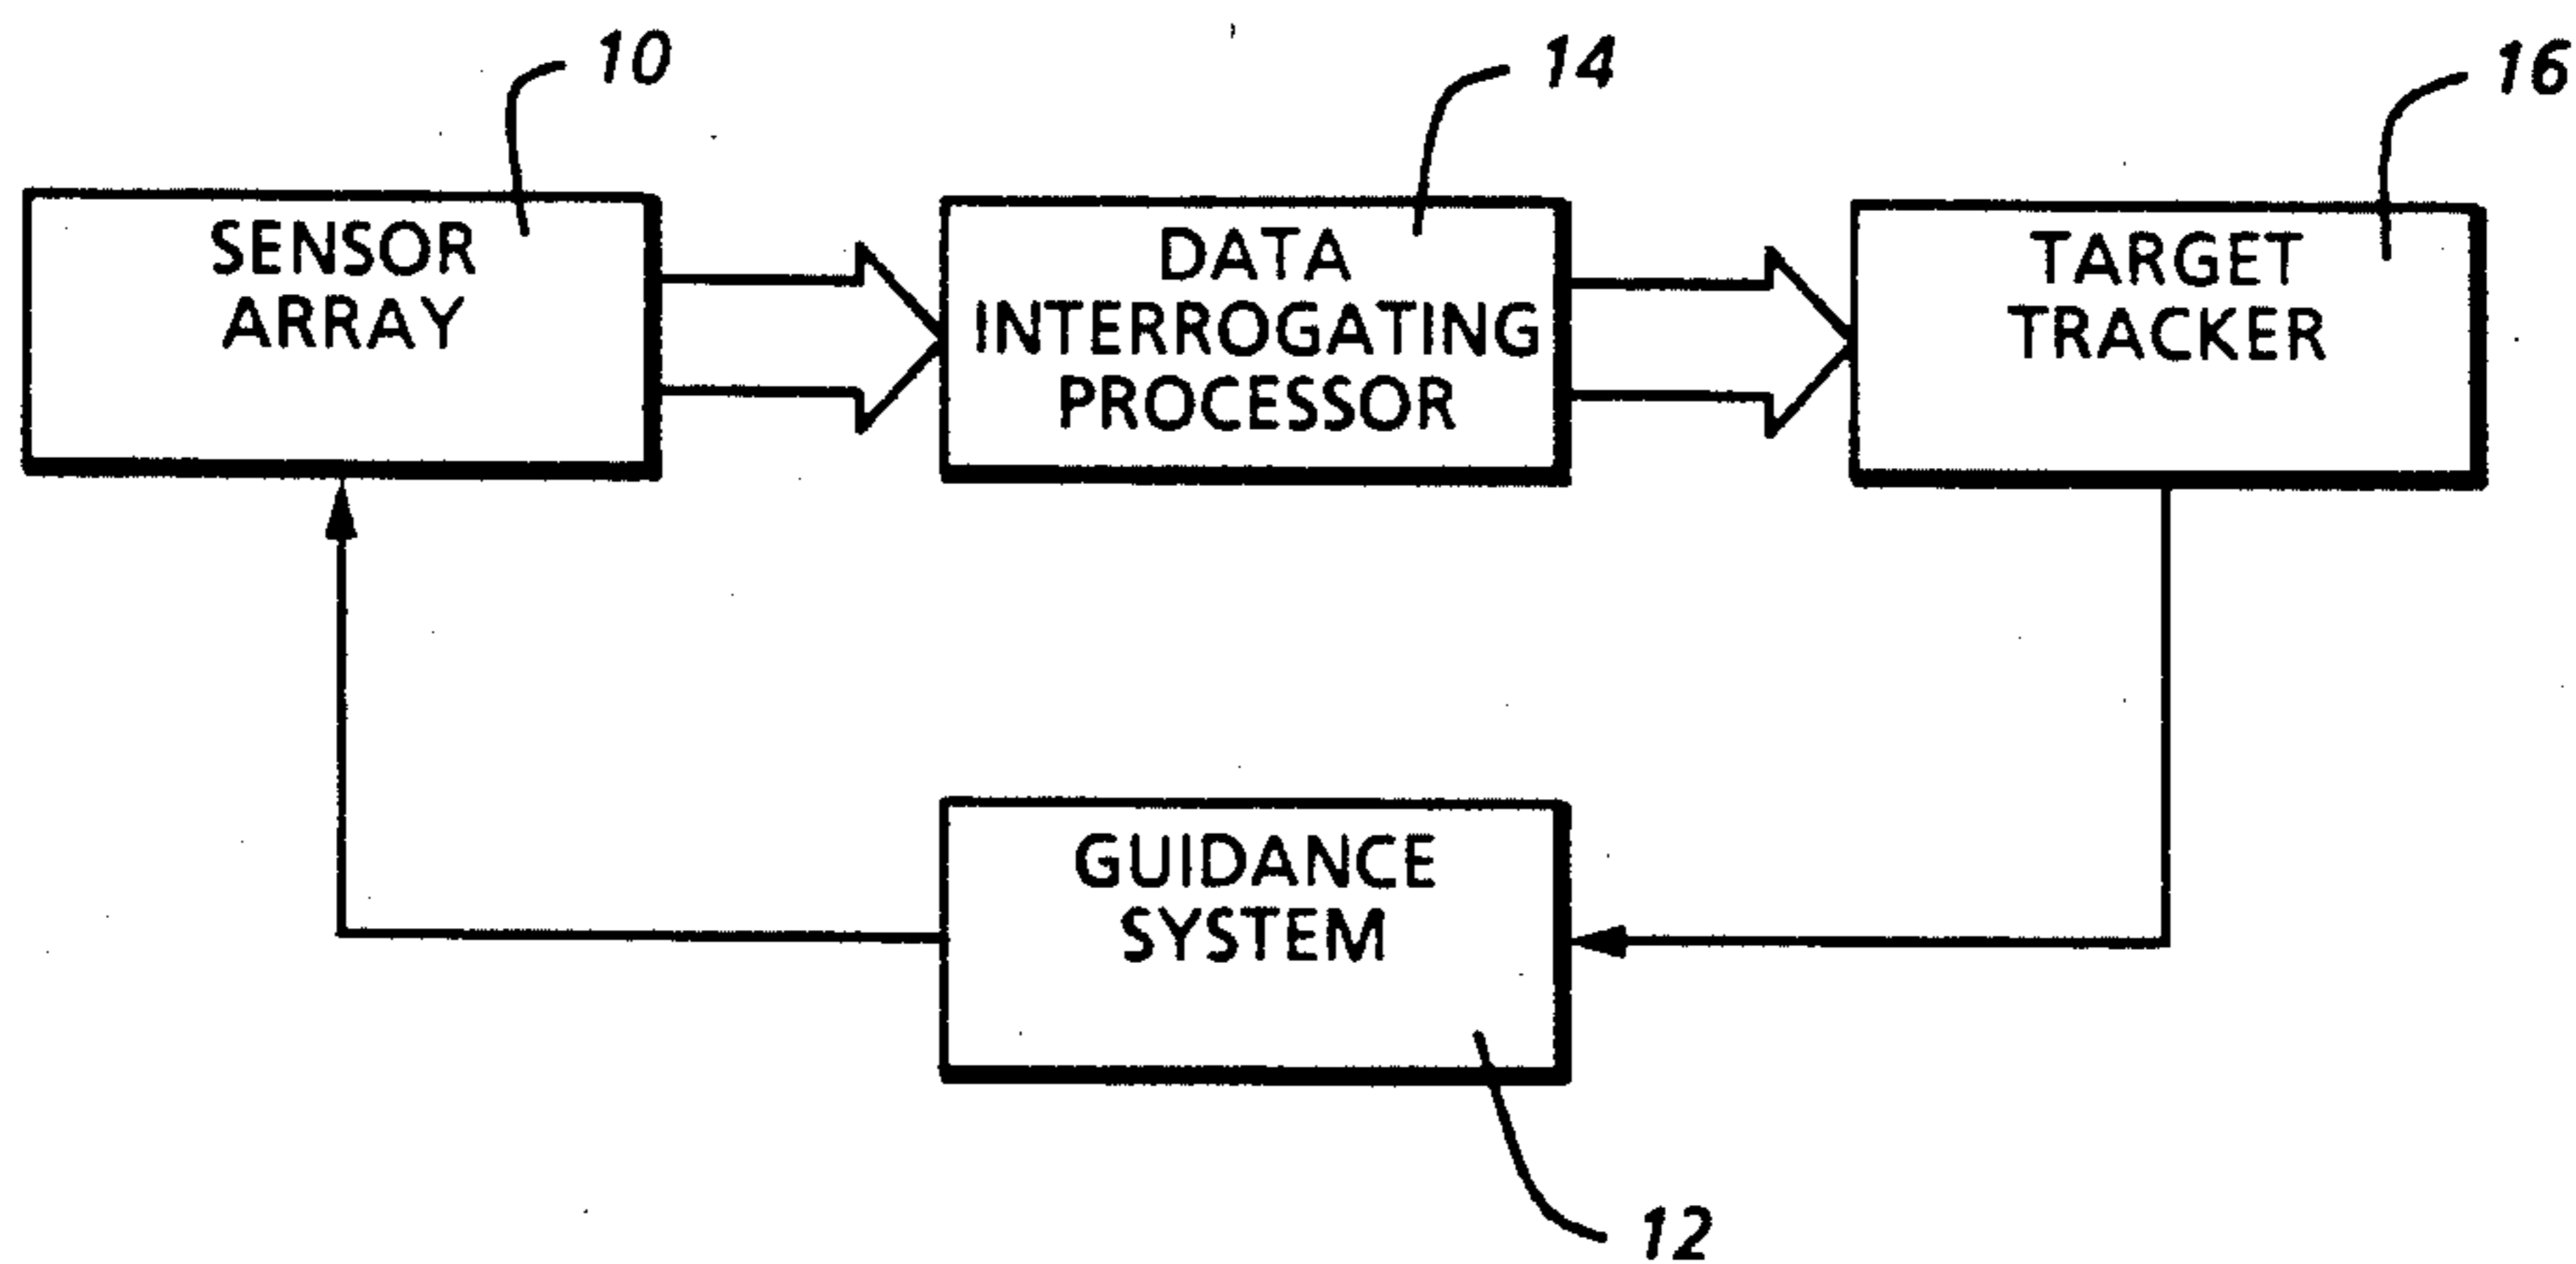 10
14
16
SENSOR
ARRAY
DATA
INTERROGATING
PROCESSOR
TARGET
TRACKER
GUIDANCE
SYSTEM
12